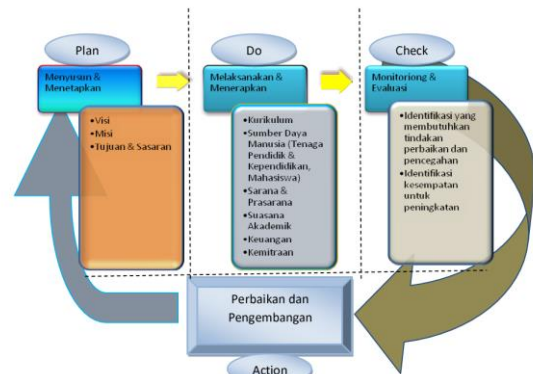 Plan
Do
Check
Menyusun &
Menetapkan
Melaksanakan &
Menerapkan
Monitoriong &
Evaluasi
•Visi
•Misi
•Tujuan & Sasaran
•Kurikulum
•Sumber Daya
Manusia (Tenaga
Pendidik &
Kependidikan,
Mahasiswa)
•Sarana &
Prasarana
•Suasana
Akademik
•Keuangan
•Kemitraan
•Identifikasi yang
membutuhkan
tindakan
perbaikan dan
pencegahan
•Identifikasi
kesempatan
untuk
peningkatan
Perbaikan dan
Pengembangan
Action